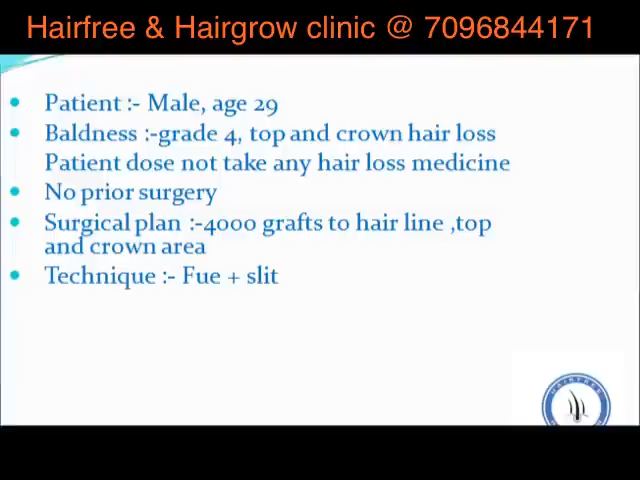 Hairfree & Hairgrow clinic @ 7096844171
Patient :- Male, age 29
Baldness :-grade 4, top and crown hair loss
Patient dose not take any hair loss medicine
No prior surgery
Surgical plan :-4000 grafts to hair line ,top
and crown area
Technique :- Fue + slit
HAIRFREE